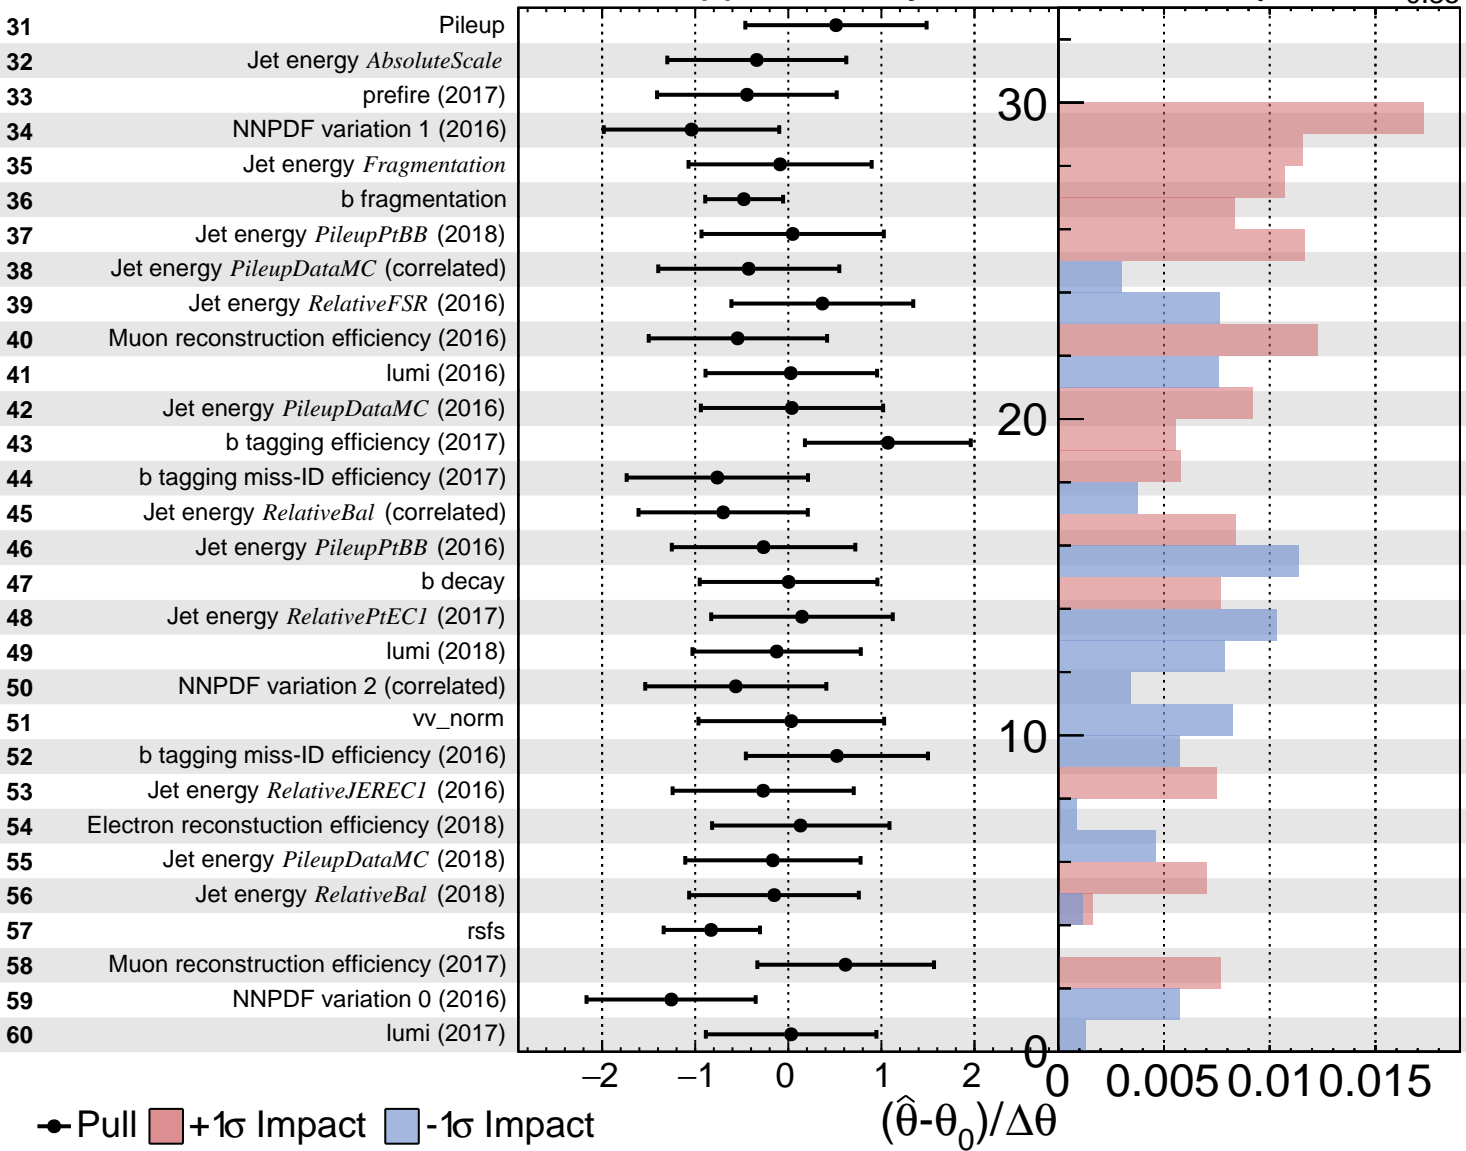 31 Pileup
32 Jet energy AbsoluteScale
33 prefire (2017)
34 NNPDF variation 1 (2016)
35 Jet energy Fragmentation
36 b fragmentation
37 Jet energy PileupPtBB (2018)
38 Jet energy PileupDataMC (correlated)
39 Jet energy RelativeFSR (2016)
40 Muon reconstruction efficiency (2016)
41 lumi (2016)
42 Jet energy PileupDataMC (2016)
43 b tagging efficiency (2017)
44 b tagging miss-ID efficiency (2017)
45 Jet energy RelativeBal (correlated)
46 Jet energy PileupPtBB (2016)
47 b decay
48 Jet energy RelativePtEC1 (2017)
49 lumi (2018)
50 NNPDF variation 2 (correlated)
51 vv_norm
52 b tagging miss-ID efficiency (2016)
53 Jet energy RelativeJEREC1 (2016)
54 Electron reconstuction efficiency (2018)
55 Jet energy PileupDataMC (2018)
56 Jet energy RelativeBal (2018)
57 rsfs
58 Muon reconstruction efficiency (2017)
59 NNPDF variation 0 (2016)
60 lumi (2017)
30
20
10
0
−2 −1 0 1 2
0 0.005 0.01 0.015
(θ̂-θ₀)/Δθ
Pull +1σ Impact -1σ Impact